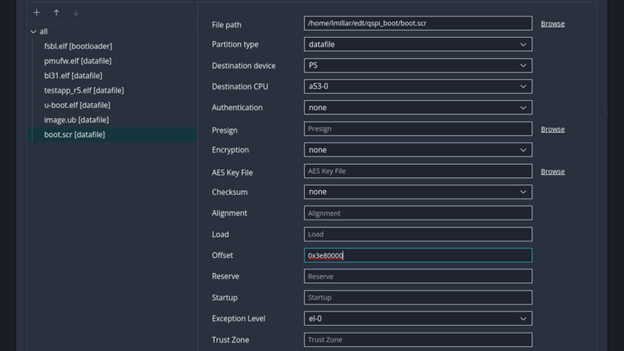 all
fsbl.elf [bootloader]
pmufw.elf [datafile]
bl31.elf [datafile]
testapp_r5.elf [datafile]
u-boot.elf [datafile]
image.ub [datafile]
boot.scr [datafile]
File path /home/lmillar/edt/qspi_boot/boot.scr Browse
Partition type datafile
Destination device PS
Destination CPU a53-0
Authentication none
Presign Presign Browse
Encryption none
AES Key File AES Key File Browse
Checksum none
Alignment Alignment
Load Load
Offset 0x3e80000
Reserve Reserve
Startup Startup
Exception Level el-0
Trust Zone Trust Zone